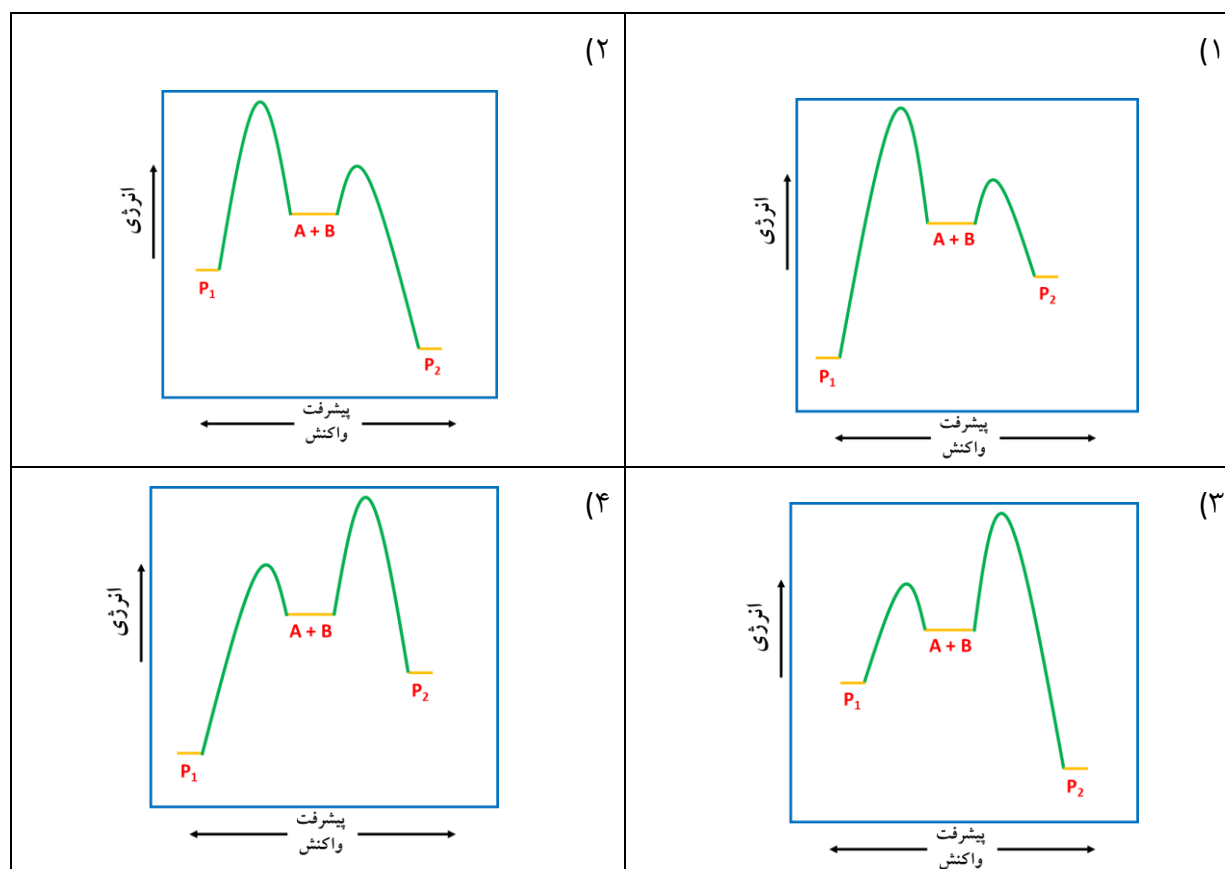 ۱)
انرژی
A + B
P₂
P₁
پیشرفت
واکنش
۲)
انرژی
A + B
P₁
P₂
پیشرفت
واکنش
۳)
انرژی
A + B
P₁
P₂
پیشرفت
واکنش
۴)
انرژی
A + B
P₂
P₁
پیشرفت
واکنش